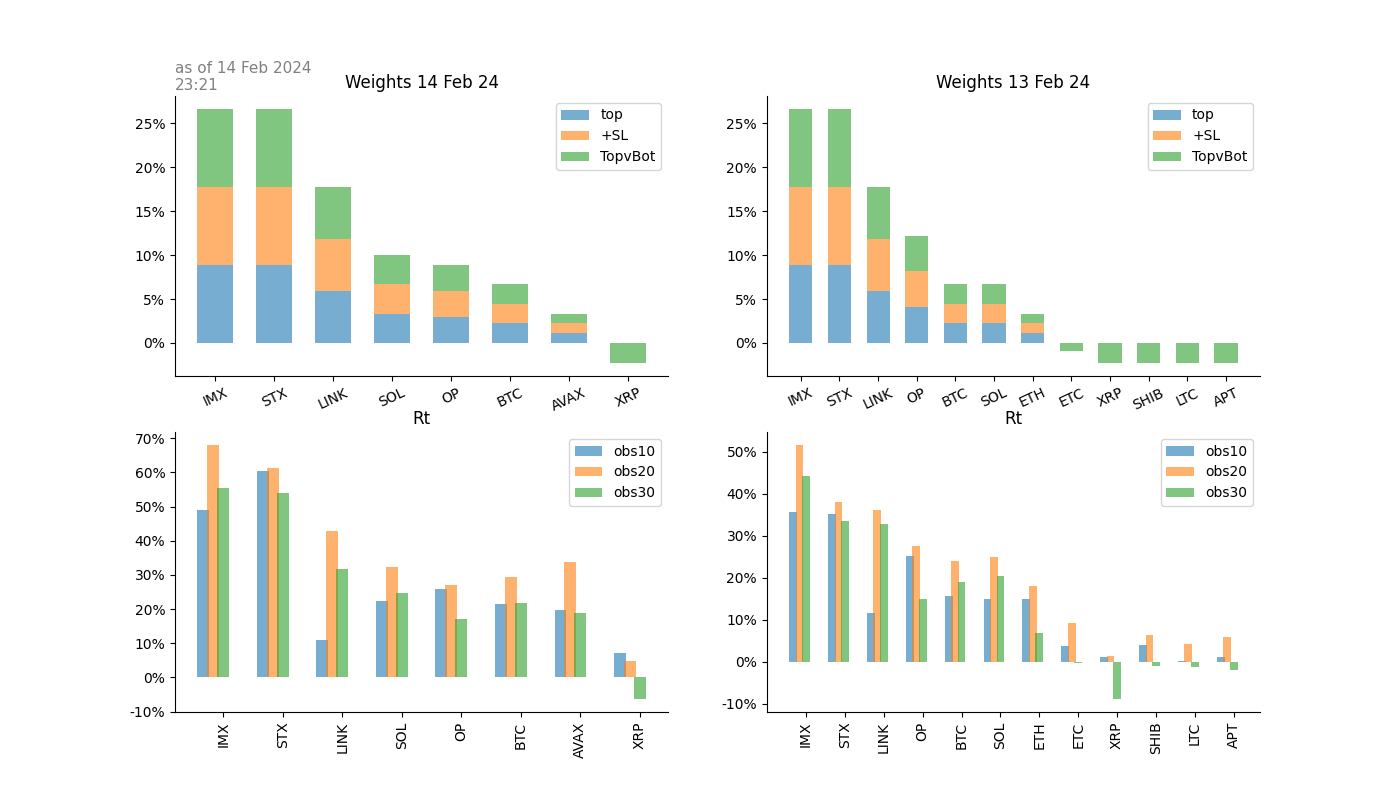 as of 14 Feb 2024
23:21
Weights 14 Feb 24
25%
20%
15%
10%
5%
0%
top
+SL
TopvBot
IMX
STX
LINK
SOL
OP
BTC
AVAX
XRP
Weights 13 Feb 24
25%
20%
15%
10%
5%
0%
top
+SL
TopvBot
IMX
STX
LINK
OP
BTC
SOL
ETH
ETC
XRP
SHIB
LTC
APT
Rt
70%
60%
50%
40%
30%
20%
10%
0%
-10%
obs10
obs20
obs30
IMX
STX
LINK
SOL
OP
BTC
AVAX
XRP
Rt
50%
40%
30%
20%
10%
0%
-10%
obs10
obs20
obs30
IMX
STX
LINK
OP
BTC
SOL
ETH
ETC
XRP
SHIB
LTC
APT